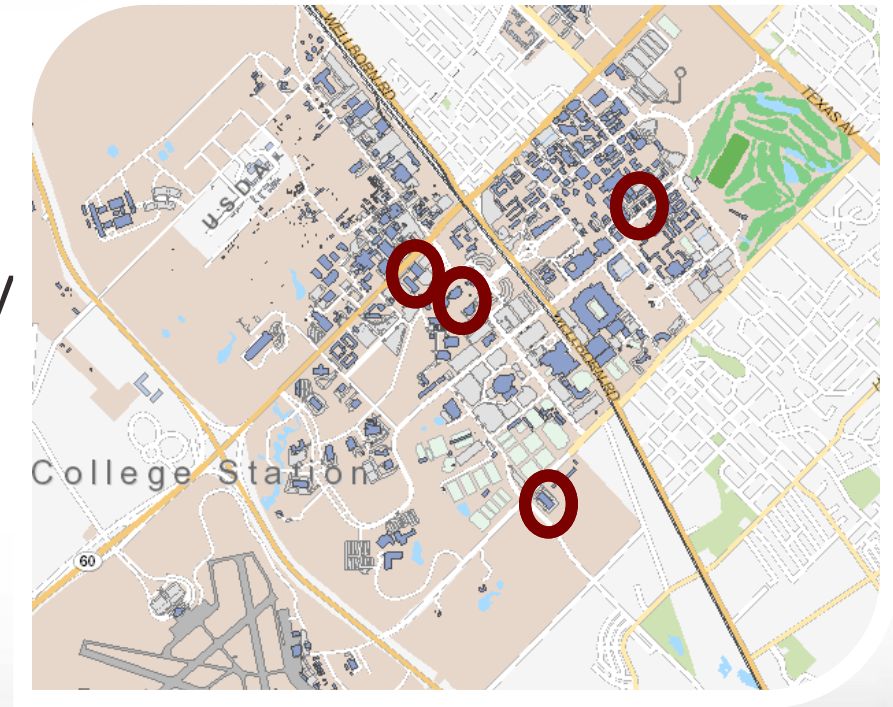 WELLBORN RD
TEXAS AV
U.S.D.A.
WELLBORN RD
College Station
60